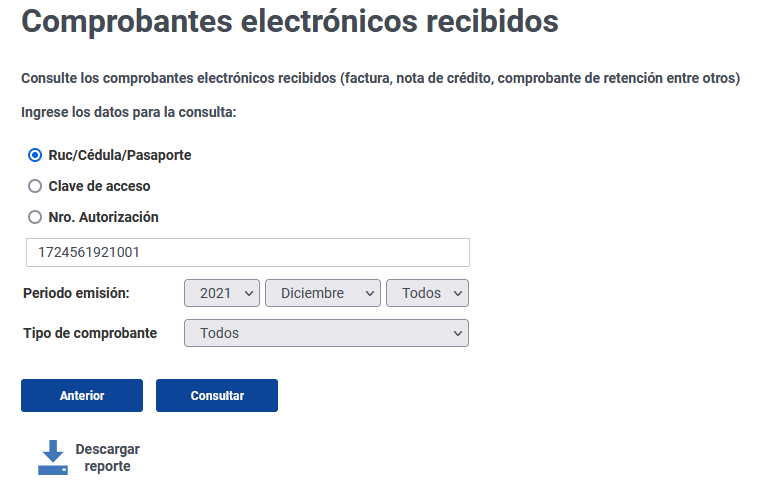 Comprobantes electrónicos recibidos
Consulte los comprobantes electrónicos recibidos (factura, nota de crédito, comprobante de retención entre otros)
Ingrese los datos para la consulta:
Ruc/Cédula/Pasaporte
Clave de acceso
Nro. Autorización
1724561921001
Periodo emisión: 2021 Diciembre Todos
Tipo de comprobante Todos
Anterior Consultar
Descargar
reporte